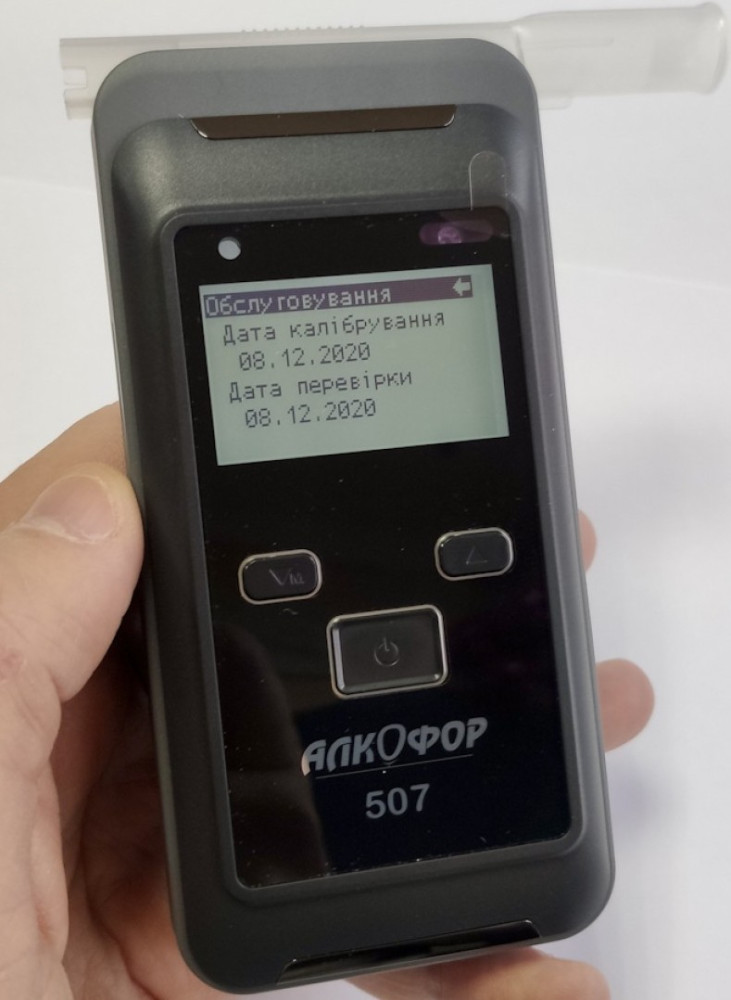 Обслуговування
Дата калібрування
08.12.2020
Дата перевірки
08.12.2020
АЛКОФОР
507